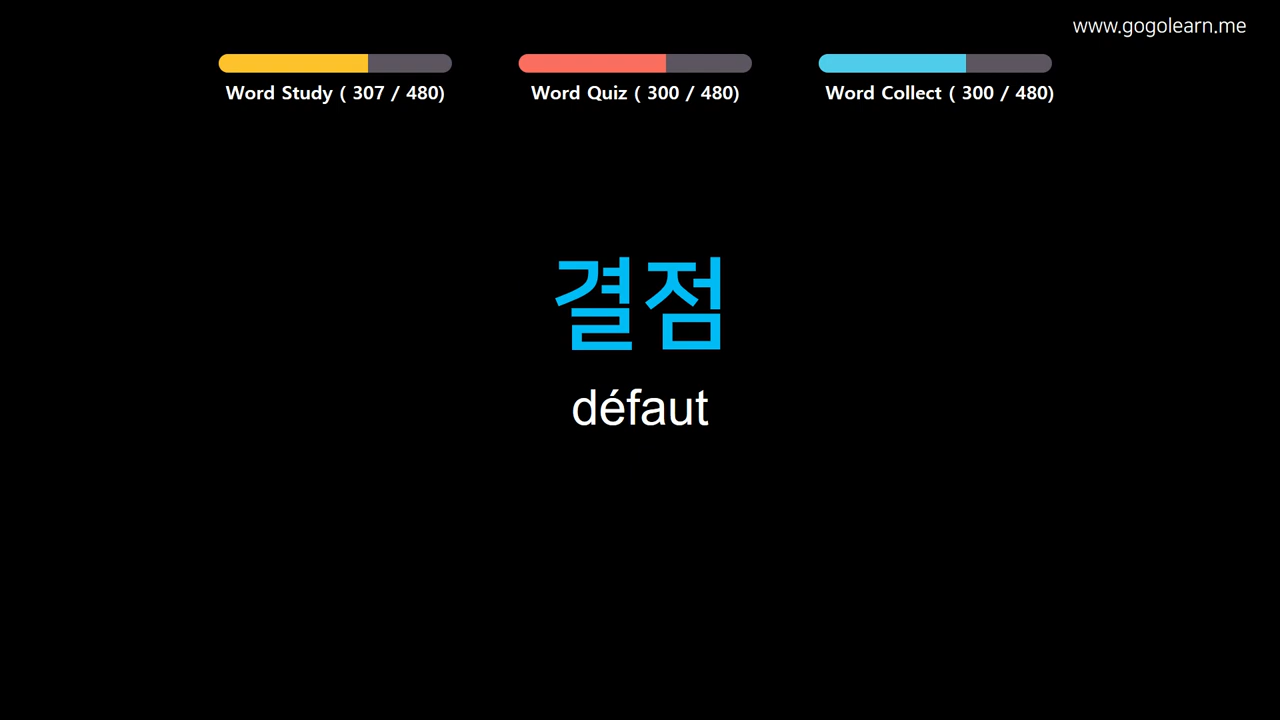 www.gogolearn.me
Word Study ( 307 / 480)
Word Quiz ( 300 / 480)
Word Collect ( 300 / 480)
결점
défaut